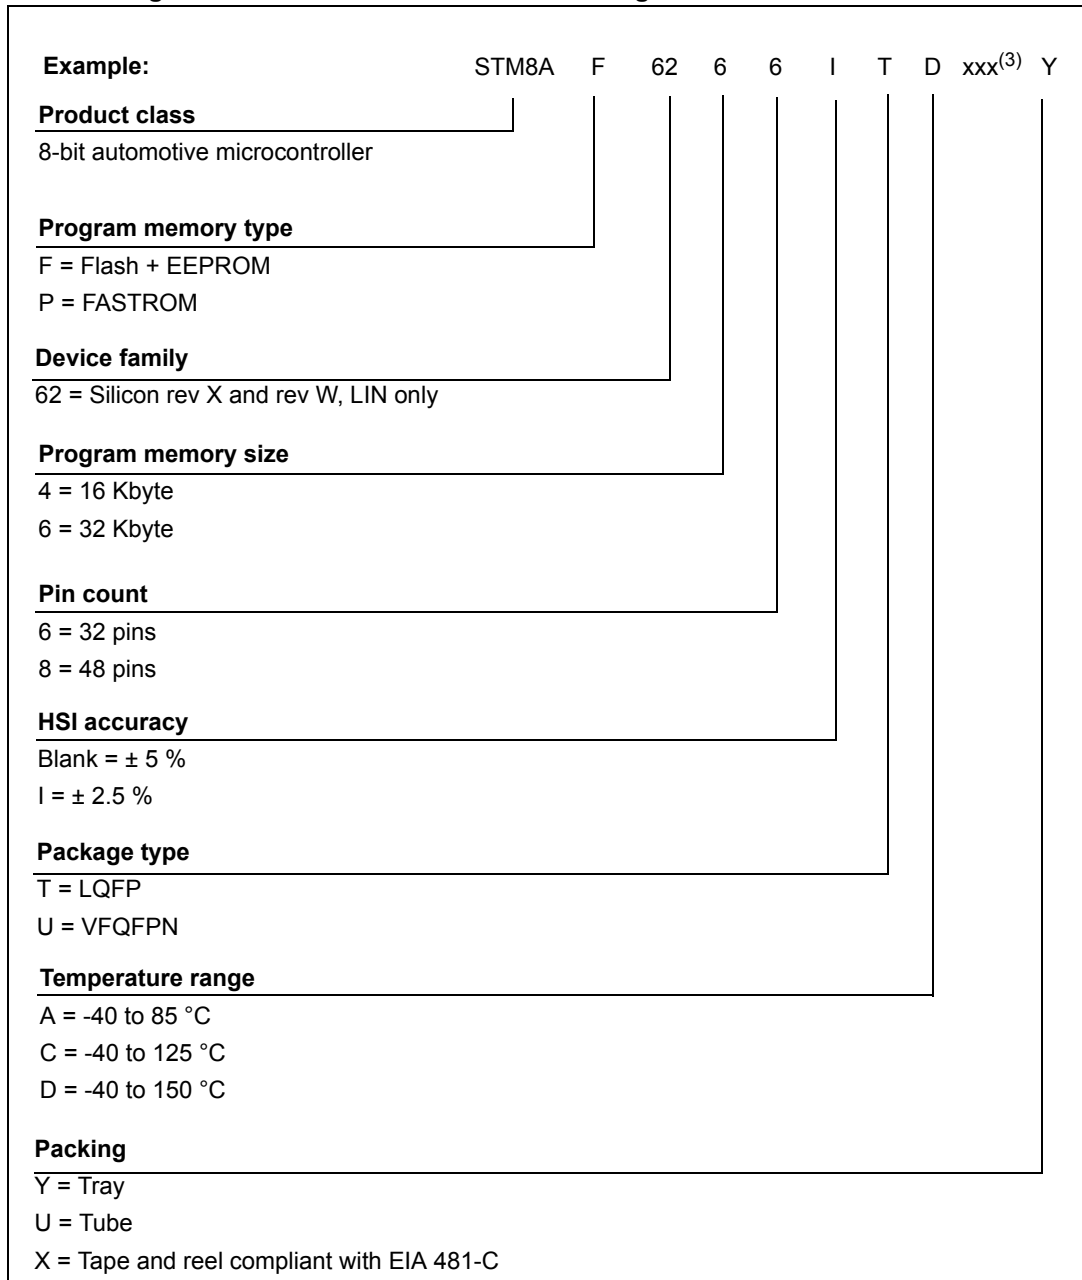 Example: STM8A F 62 6 6 I T D xxx(3) Y
Product class
8-bit automotive microcontroller
Program memory type
F = Flash + EEPROM
P = FASTROM
Device family
62 = Silicon rev X and rev W, LIN only
Program memory size
4 = 16 Kbyte
6 = 32 Kbyte
Pin count
6 = 32 pins
8 = 48 pins
HSI accuracy
Blank = ± 5 %
I = ± 2.5 %
Package type
T = LQFP
U = VFQFPN
Temperature range
A = -40 to 85 °C
C = -40 to 125 °C
D = -40 to 150 °C
Packing
Y = Tray
U = Tube
X = Tape and reel compliant with EIA 481-C